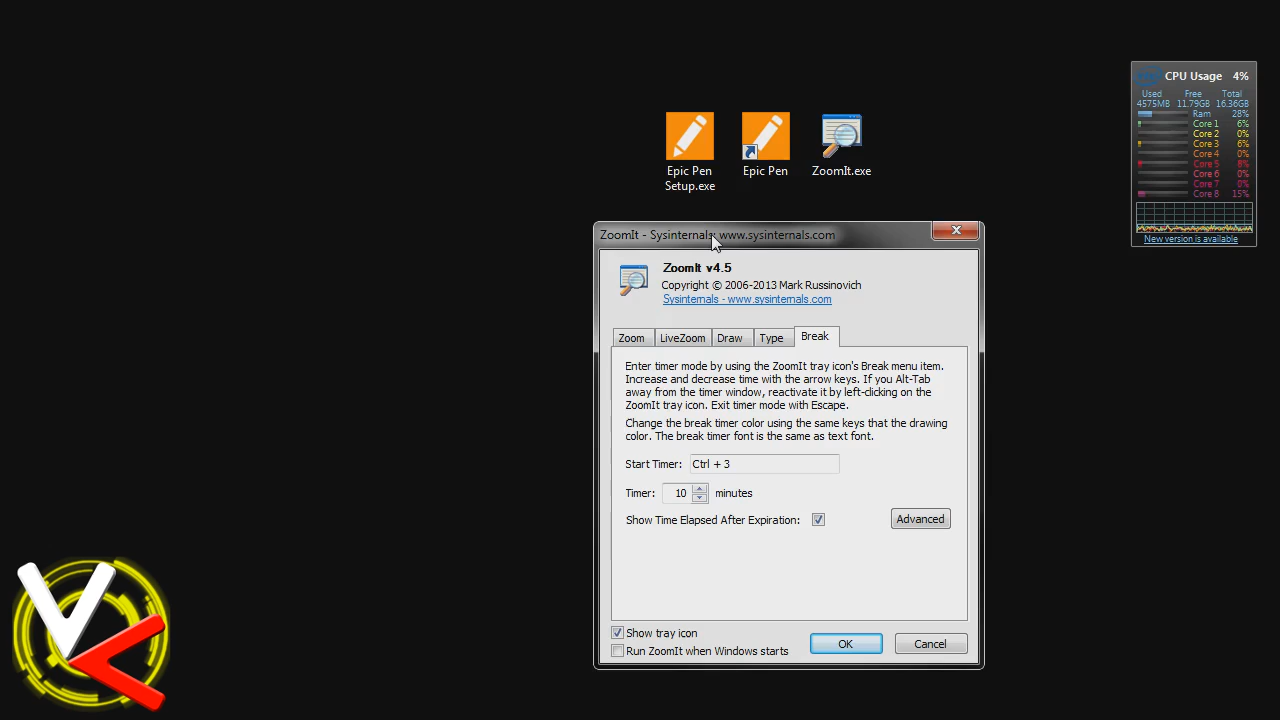 CPU Usage 4%
Used Free Total
4575MB 11.79GB 16.36GB
Ram 28%
Core 1 6%
Core 2 0%
Core 3 6%
Core 4 0%
Core 5 8%
Core 6 0%
Core 7 0%
Core 8 15%
New version is available
Epic Pen
Setup.exe
Epic Pen
ZoomIt.exe
ZoomIt - Sysinternals: www.sysinternals.com
ZoomIt v4.5
Copyright © 2006-2013 Mark Russinovich
Sysinternals - www.sysinternals.com
Zoom LiveZoom Draw Type Break
Enter timer mode by using the ZoomIt tray icon's Break menu item.
Increase and decrease time with the arrow keys. If you Alt-Tab
away from the timer window, reactivate it by left-clicking on the
ZoomIt tray icon. Exit timer mode with Escape.
Change the break timer color using the same keys that the drawing
color. The break timer font is the same as text font.
Start Timer: Ctrl + 3
Timer: 10 minutes
Show Time Elapsed After Expiration:
Advanced
Show tray icon
Run ZoomIt when Windows starts
OK Cancel